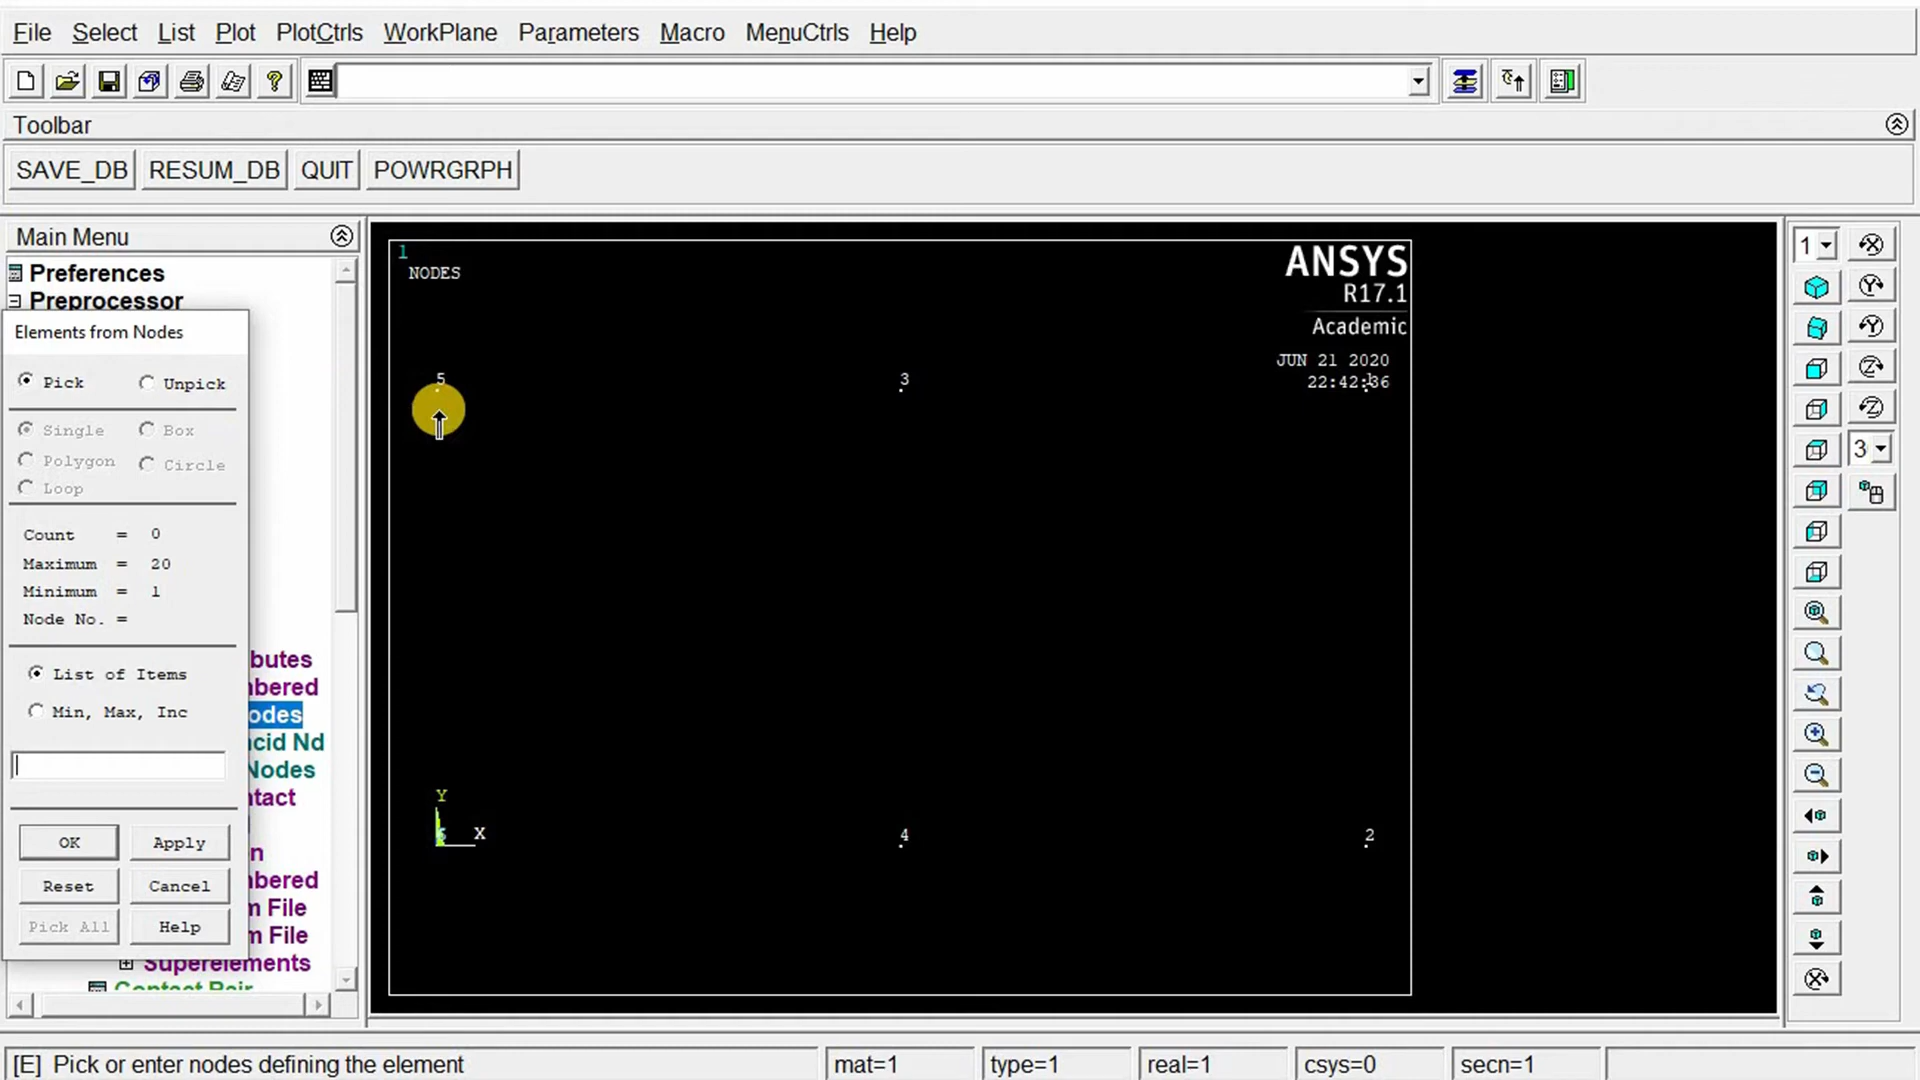 File Select List Plot PlotCtrls WorkPlane Parameters Macro MenuCtrls Help
Toolbar
SAVE_DB RESUM_DB QUIT POWRGRPH
Main Menu
Preferences
Preprocessor
Elements from Nodes
Pick Unpick
Single Box
Polygon Circle
Loop
Count = 0
Maximum = 20
Minimum = 1
Node No. =
List of Items
Min, Max, Inc
OK Apply
Reset Cancel
Pick All Help
butes
bered
odes
cid Nd
Nodes
tact
n
bered
m File
m File
Superelements
Contact Pair
1
NODES
ANSYS
R17.1
Academic
JUN 21 2020
22:42:36
5 3 1
Y
X
4 2
1
3
[E] Pick or enter nodes defining the element
mat=1 type=1 real=1 csys=0 secn=1